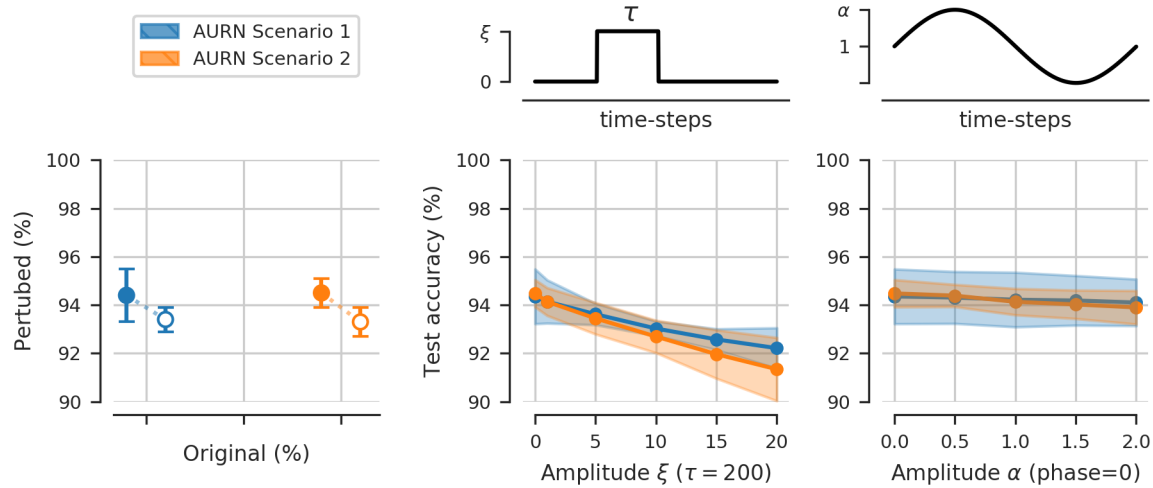 AURN Scenario 1
AURN Scenario 2
τ
ξ
0
time-steps
α
1
time-steps
Pertubed (%)
100
98
96
94
92
90
Original (%)
Test accuracy (%)
100
98
96
94
92
90
0 5 10 15 20
Amplitude ξ (τ = 200)
100
98
96
94
92
90
0.0 0.5 1.0 1.5 2.0
Amplitude α (phase=0)